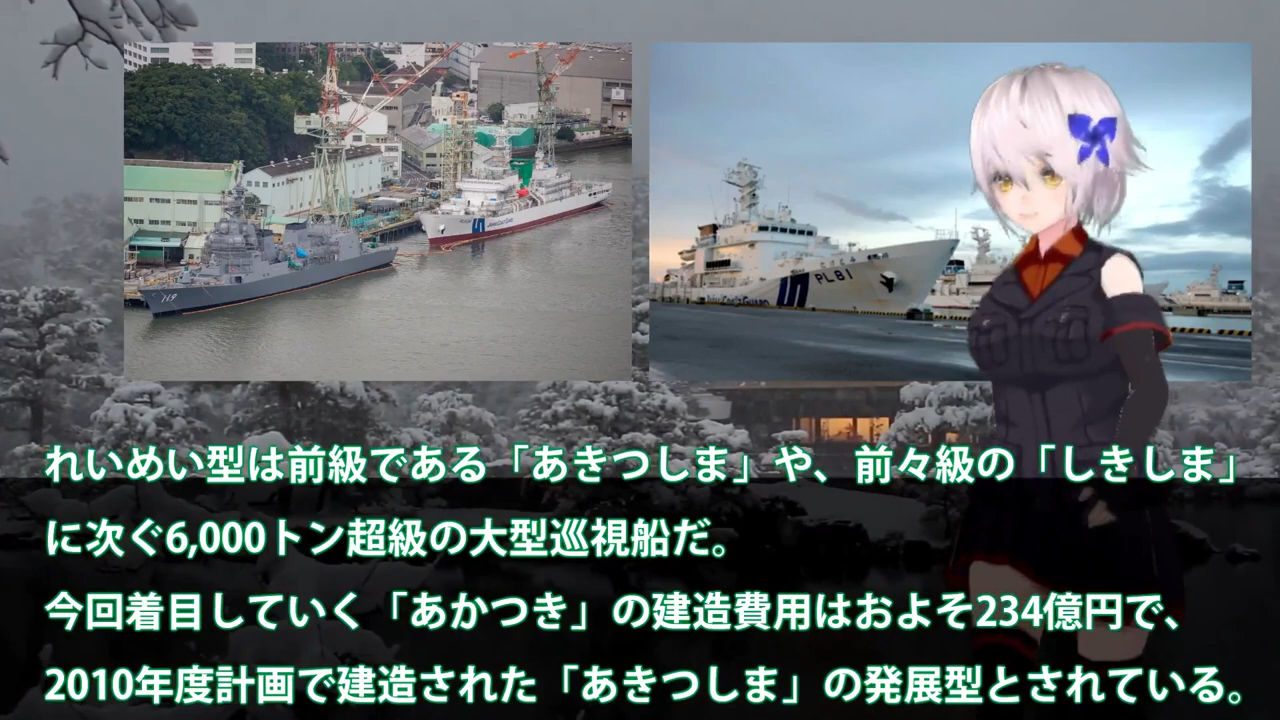 119
PL81
JAPAN COAST GUARD
れいめい型は前級である「あきつしま」や、前々級の「しきしま」
に次ぐ6,000トン超級の大型巡視船だ。
今回着目していく「あかつき」の建造費用はおよそ234億円で、
2010年度計画で建造された「あきつしま」の発展型とされている。